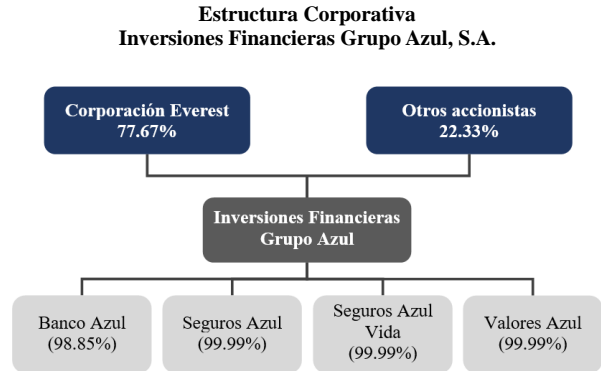 Estructura Corporativa
Inversiones Financieras Grupo Azul, S.A.
Corporación Everest
77.67%
Otros accionistas
22.33%
Inversiones Financieras
Grupo Azul
Banco Azul
(98.85%)
Seguros Azul
(99.99%)
Seguros Azul
Vida
(99.99%)
Valores Azul
(99.99%)